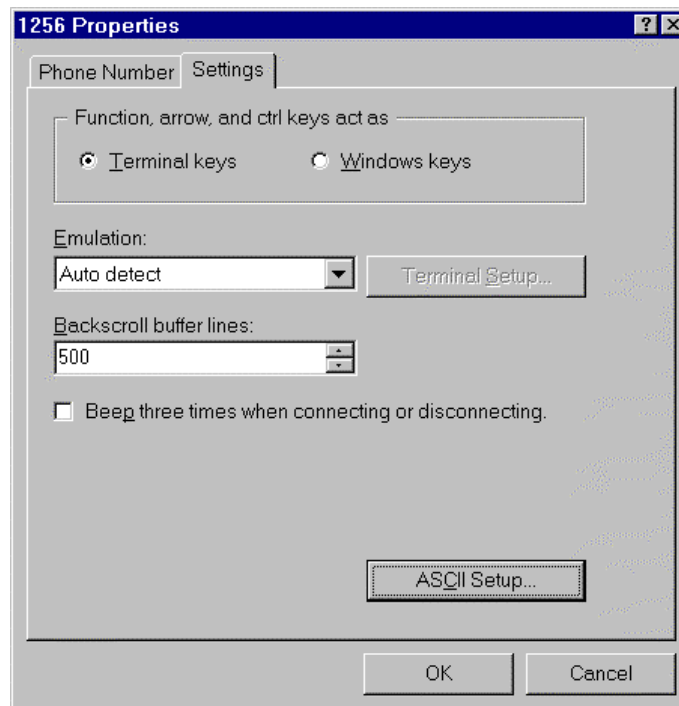 1256 Properties
Phone Number Settings
Function, arrow, and ctrl keys act as
Terminal keys Windows keys
Emulation:
Auto detect Terminal Setup...
Backscroll buffer lines:
500
Beep three times when connecting or disconnecting.
ASCII Setup...
OK Cancel